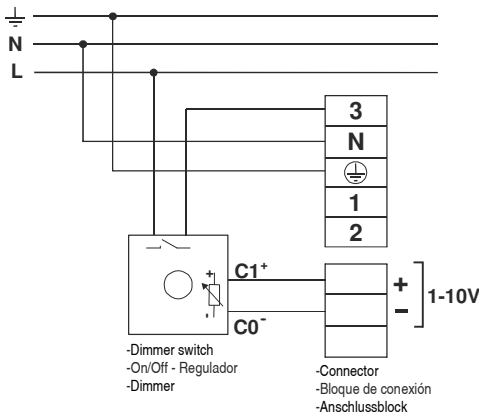 N
L
3
N
1
2
C1+
+
-
C0-
+
−
1-10V
-Dimmer switch
-On/Off - Regulador
-Dimmer
-Connector
-Bloque de conexión
-Anschlussblock